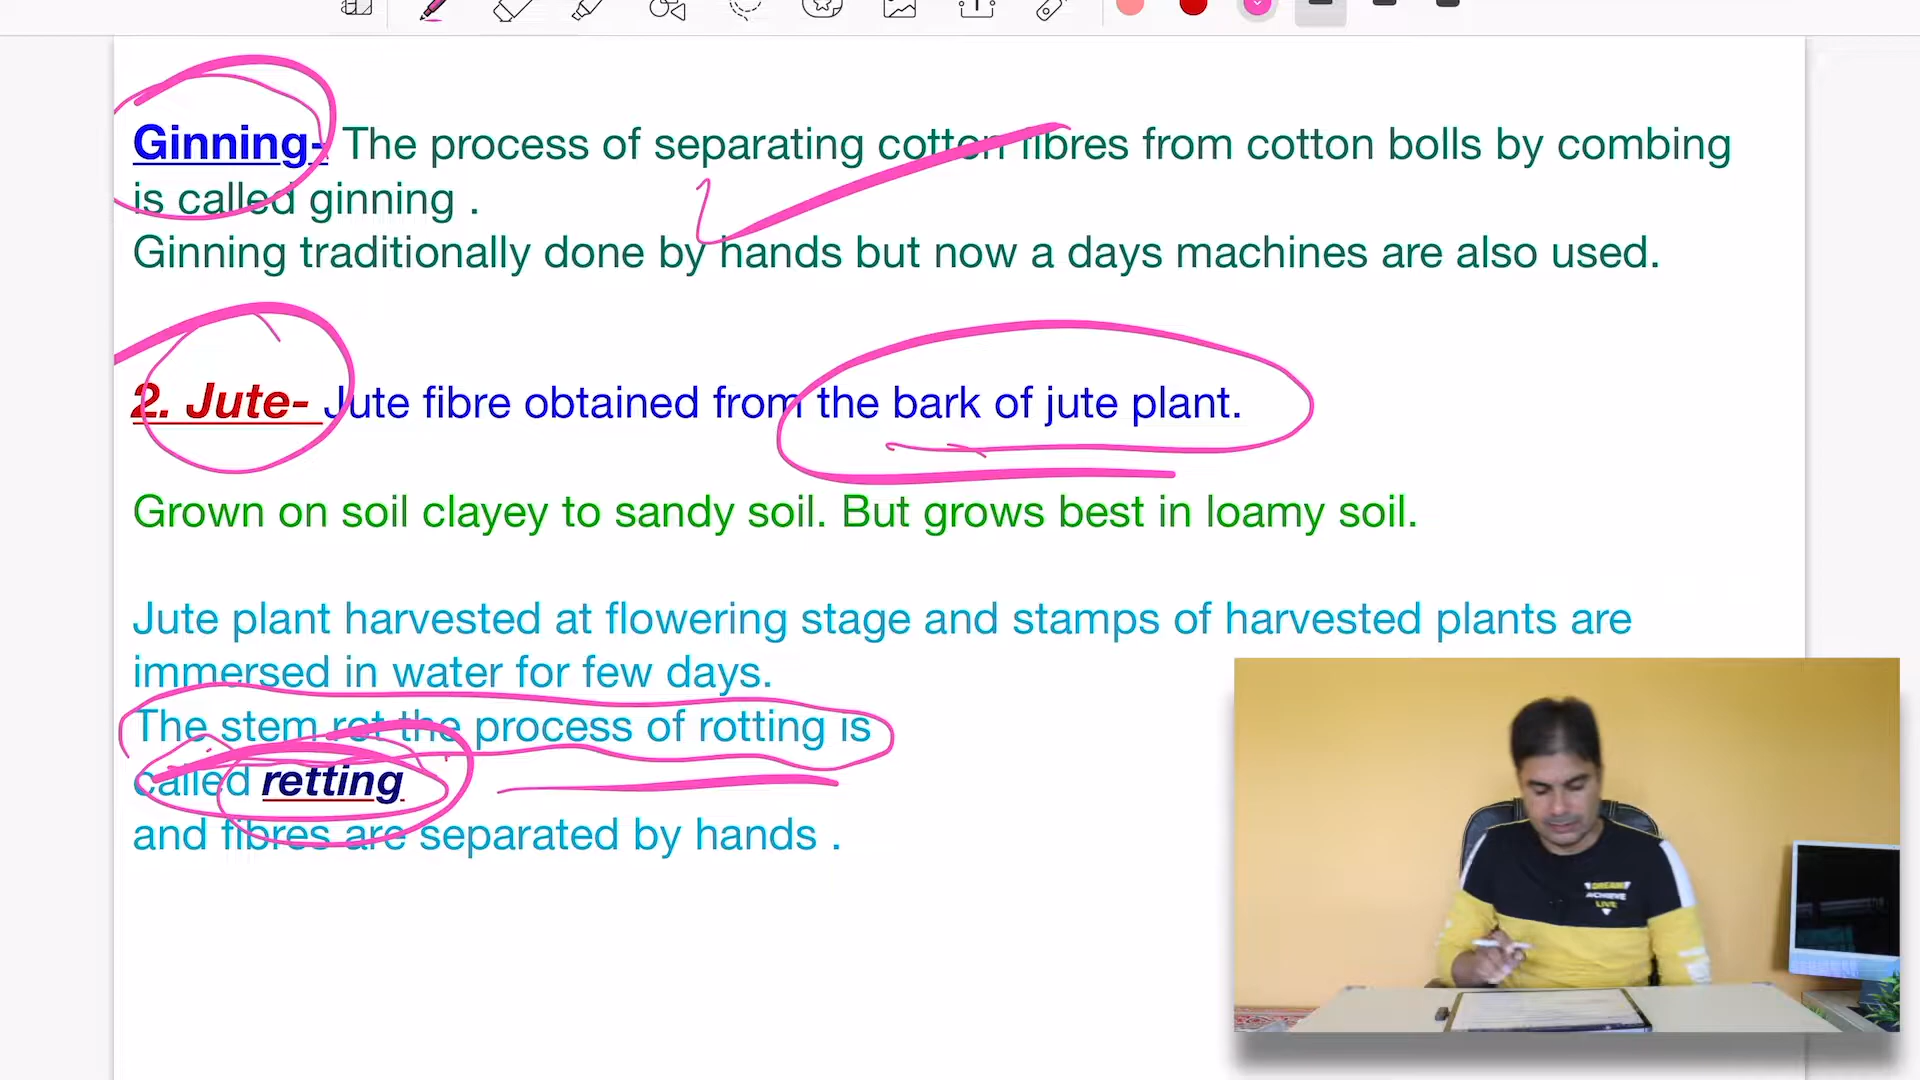 Ginning- The process of separating cotton fibres from cotton bolls by combing
is called ginning .
Ginning traditionally done by hands but now a days machines are also used.
2. Jute- Jute fibre obtained from the bark of jute plant.
Grown on soil clayey to sandy soil. But grows best in loamy soil.
Jute plant harvested at flowering stage and stamps of harvested plants are
immersed in water for few days.
The stem rot the process of rotting is
called retting
and fibres are separated by hands .
DREAM
ACHIEVE
LIVE